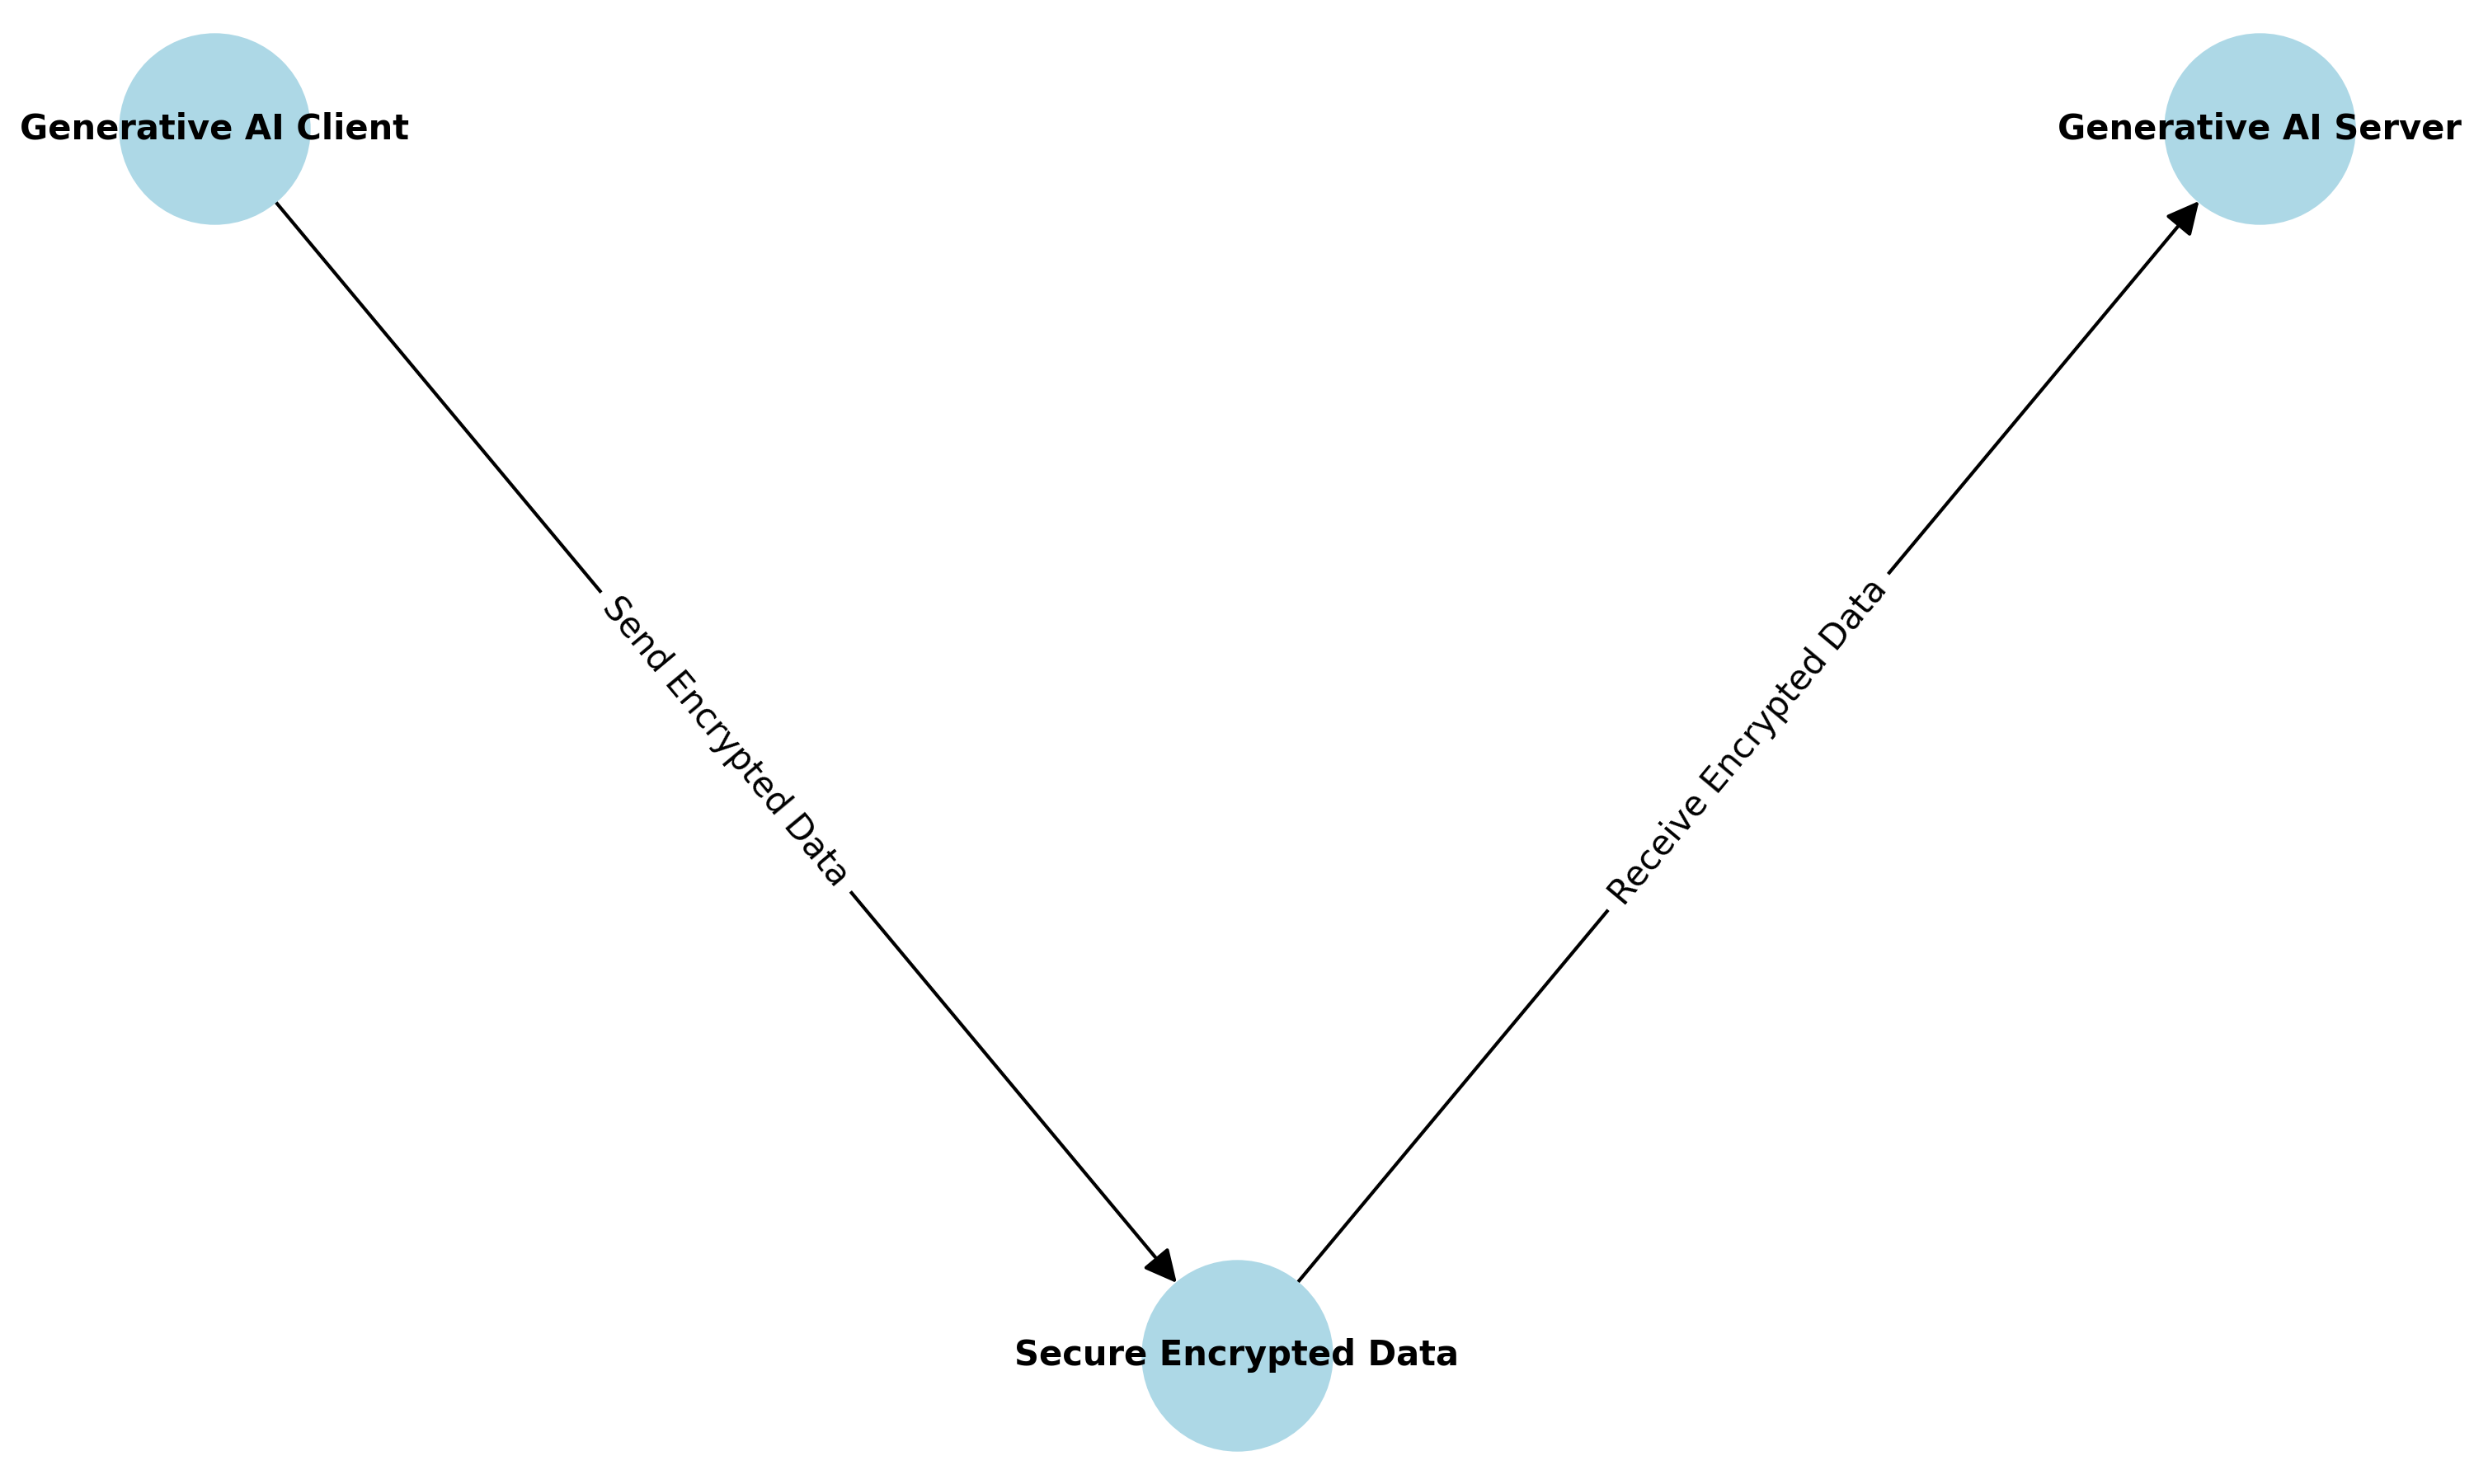 Generative AI Client
Generative AI Server
Send Encrypted Data
Receive Encrypted Data
Secure Encrypted Data